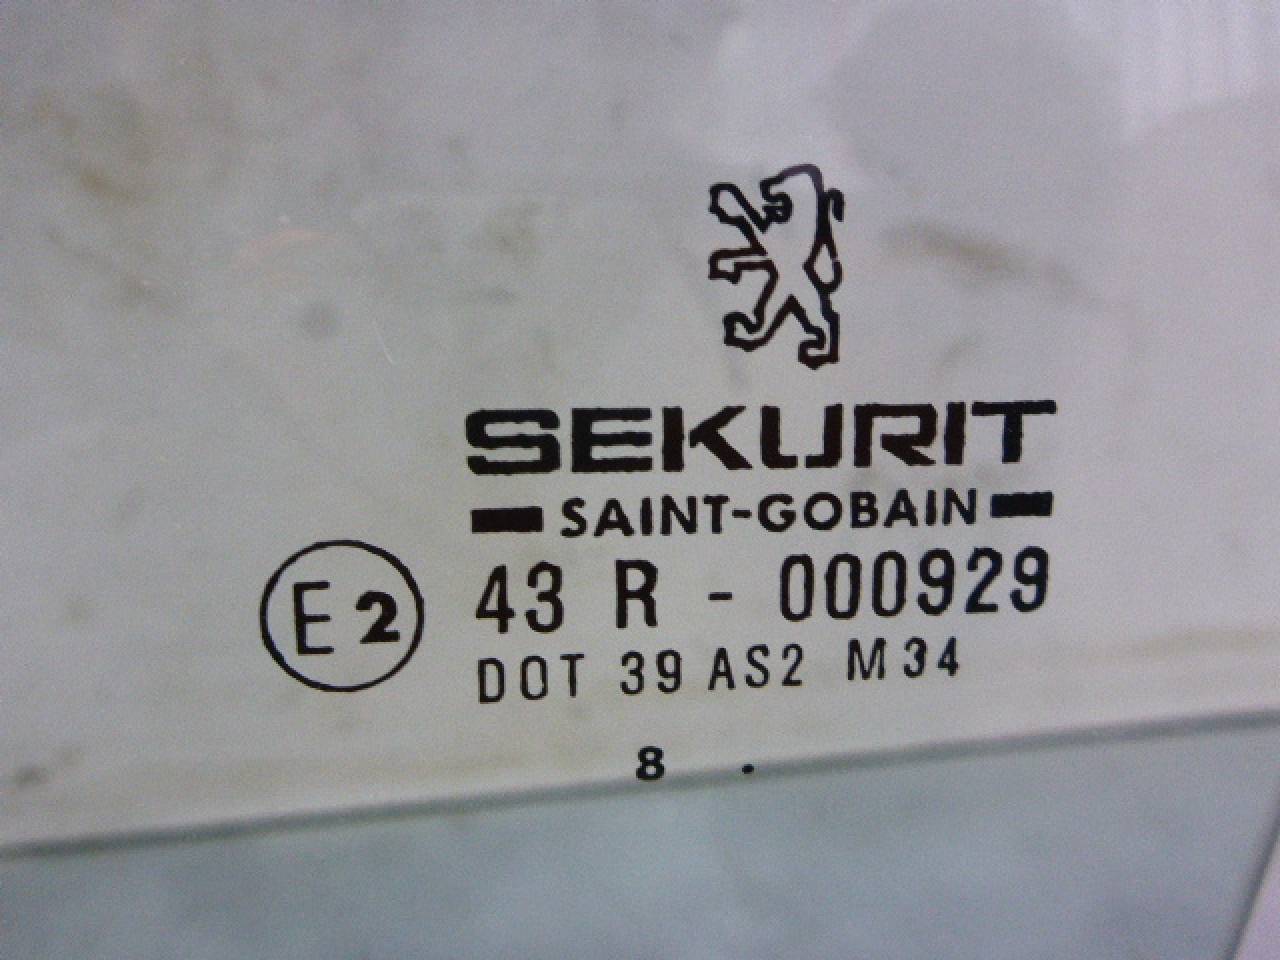 SEKURIT
SAINT-GOBAIN
E2 43 R - 000929
DOT 39 AS2 M34
8 .